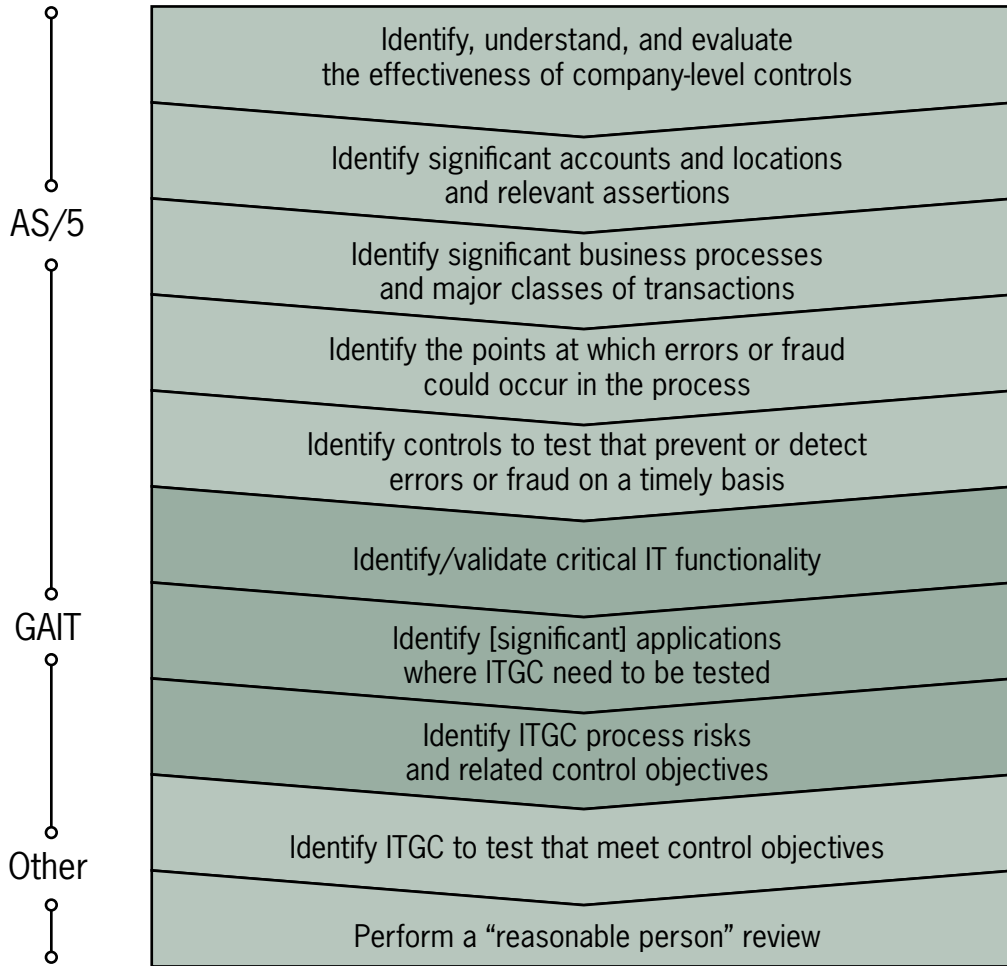 Identify, understand, and evaluate
the effectiveness of company-level controls
Identify significant accounts and locations
and relevant assertions
AS/5
Identify significant business processes
and major classes of transactions
Identify the points at which errors or fraud
could occur in the process
Identify controls to test that prevent or detect
errors or fraud on a timely basis
Identify/validate critical IT functionality
GAIT
Identify [significant] applications
where ITGC need to be tested
Identify ITGC process risks
and related control objectives
Other
Identify ITGC to test that meet control objectives
Perform a “reasonable person” review